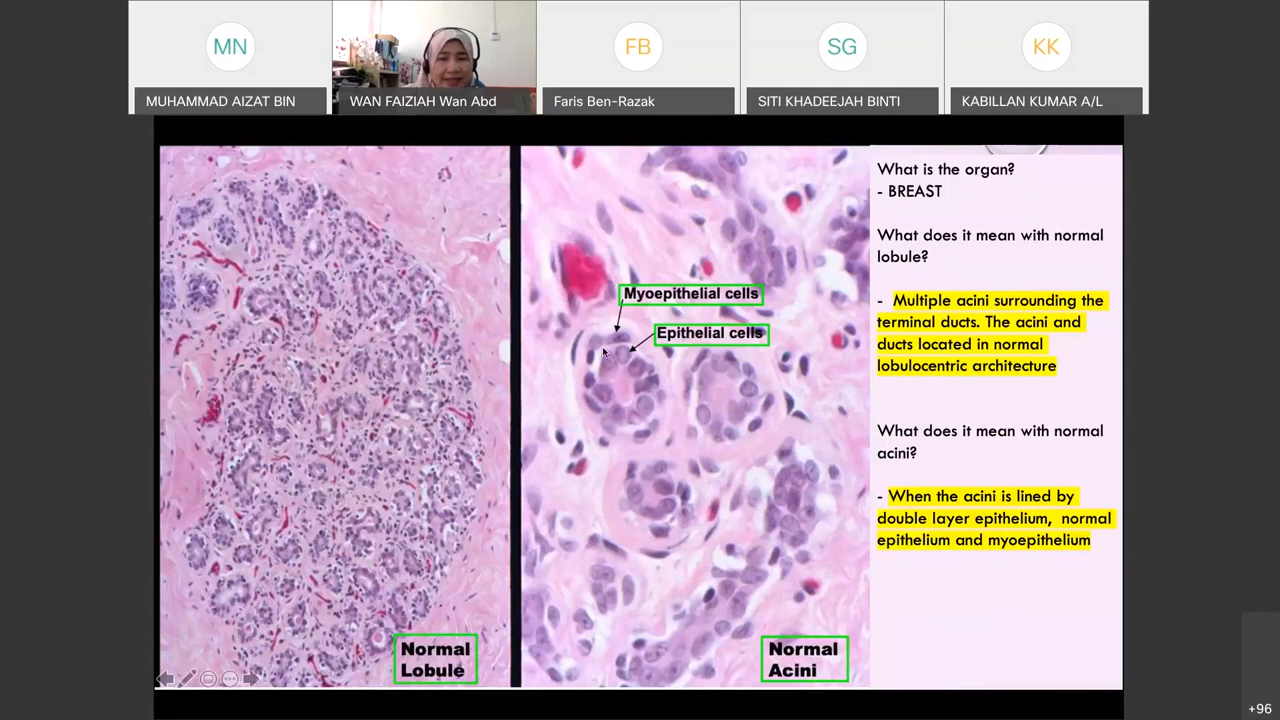 MN
FB
SG
KK
MUHAMMAD AIZAT BIN
WAN FAIZIAH Wan Abd
Faris Ben-Razak
SITI KHADEEJAH BINTI
KABILLAN KUMAR A/L
Myoepithelial cells
Epithelial cells
Normal
Lobule
Normal
Acini
What is the organ?
- BREAST
What does it mean with normal
lobule?
- Multiple acini surrounding the
terminal ducts. The acini and
ducts located in normal
lobulocentric architecture
What does it mean with normal
acini?
- When the acini is lined by
double layer epithelium, normal
epithelium and myoepithelium
+96